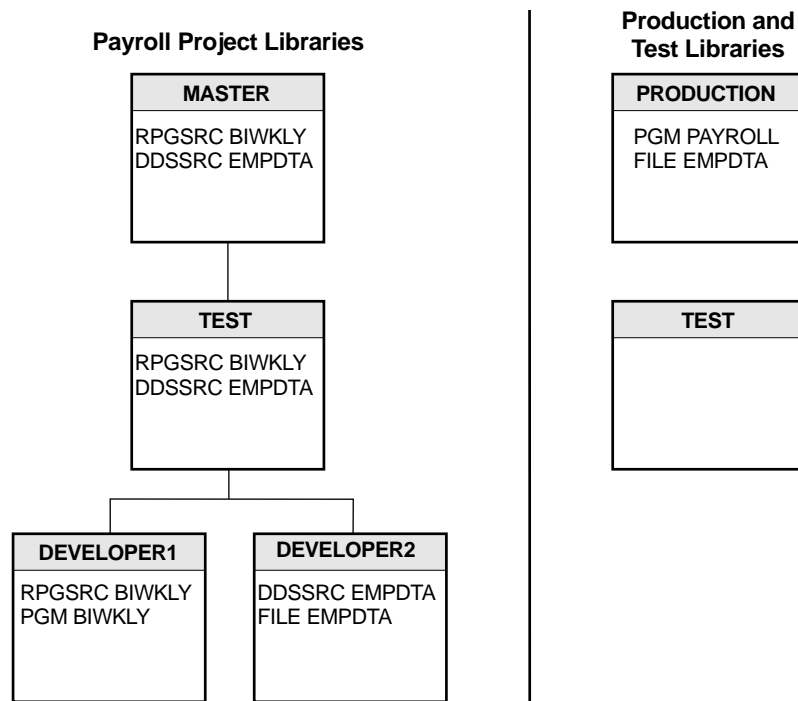 Payroll Project Libraries
MASTER
RPGSRC BIWKLY
DDSSRC EMPDTA
TEST
RPGSRC BIWKLY
DDSSRC EMPDTA
DEVELOPER1
RPGSRC BIWKLY
PGM BIWKLY
DEVELOPER2
DDSSRC EMPDTA
FILE EMPDTA
Production and
Test Libraries
PRODUCTION
PGM PAYROLL
FILE EMPDTA
TEST